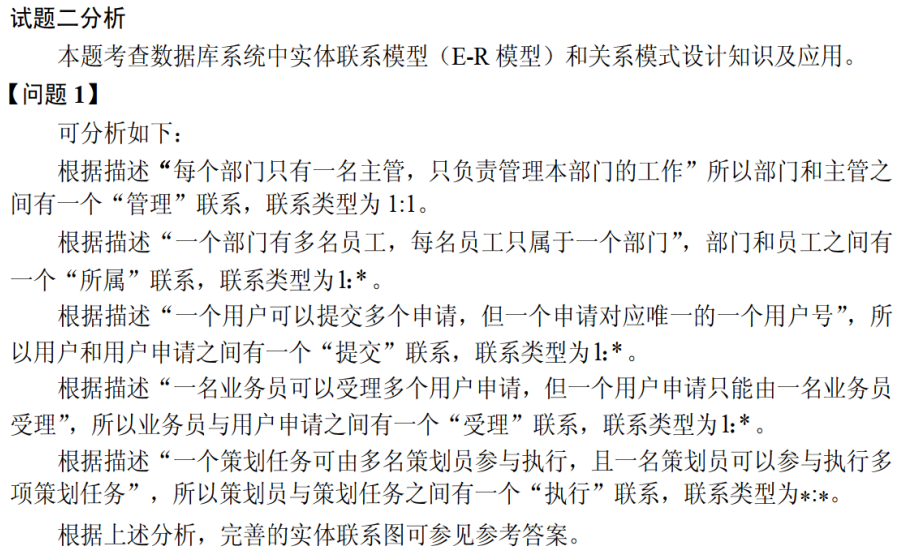 试题二分析
本题考查数据库系统中实体联系模型（E-R 模型）和关系模式设计知识及应用。
【问题 1】
可分析如下：
根据描述“每个部门只有一名主管，只负责管理本部门的工作”所以部门和主管之
间有一个“管理”联系，联系类型为 1:1。
根据描述“一个部门有多名员工，每名员工只属于一个部门”，部门和员工之间有
一个“所属”联系，联系类型为1:*。
根据描述“一个用户可以提交多个申请，但一个申请对应唯一的一个用户号”，所
以用户和用户申请之间有一个“提交”联系，联系类型为1:*。
根据描述“一名业务员可以受理多个用户申请，但一个用户申请只能由一名业务员
受理”，所以业务员与用户申请之间有一个“受理”联系，联系类型为1:*。
根据描述“一个策划任务可由多名策划员参与执行，且一名策划员可以参与执行多
项策划任务”，所以策划员与策划任务之间有一个“执行”联系，联系类型为*:*。
根据上述分析，完善的实体联系图可参见参考答案。